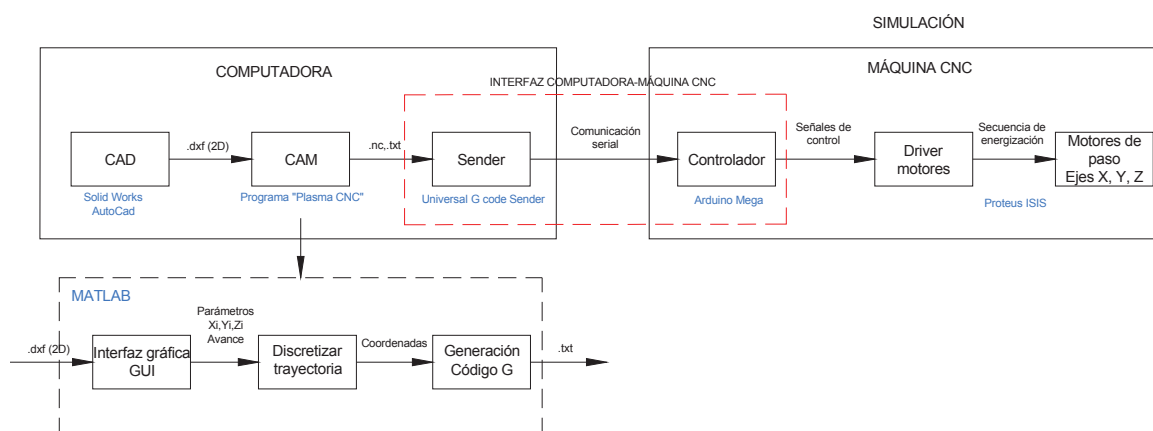 SIMULACIÓN
COMPUTADORA
MÁQUINA CNC
INTERFAZ COMPUTADORA-MÁQUINA CNC
CAD
.dxf (2D)
CAM
.nc,.txt
Sender
Comunicación
serial
Controlador
Señales de
control
Driver
motores
Secuencia de
energización
Motores de
paso
Ejes X, Y, Z
Solid Works
AutoCad
Programa "Plasma CNC"
Universal G code Sender
Arduino Mega
Proteus ISIS
MATLAB
.dxf (2D)
Interfaz gráfica
GUI
Parámetros
Xi,Yi,Zi
Avance
Discretizar
trayectoria
Coordenadas
Generación
Código G
.txt